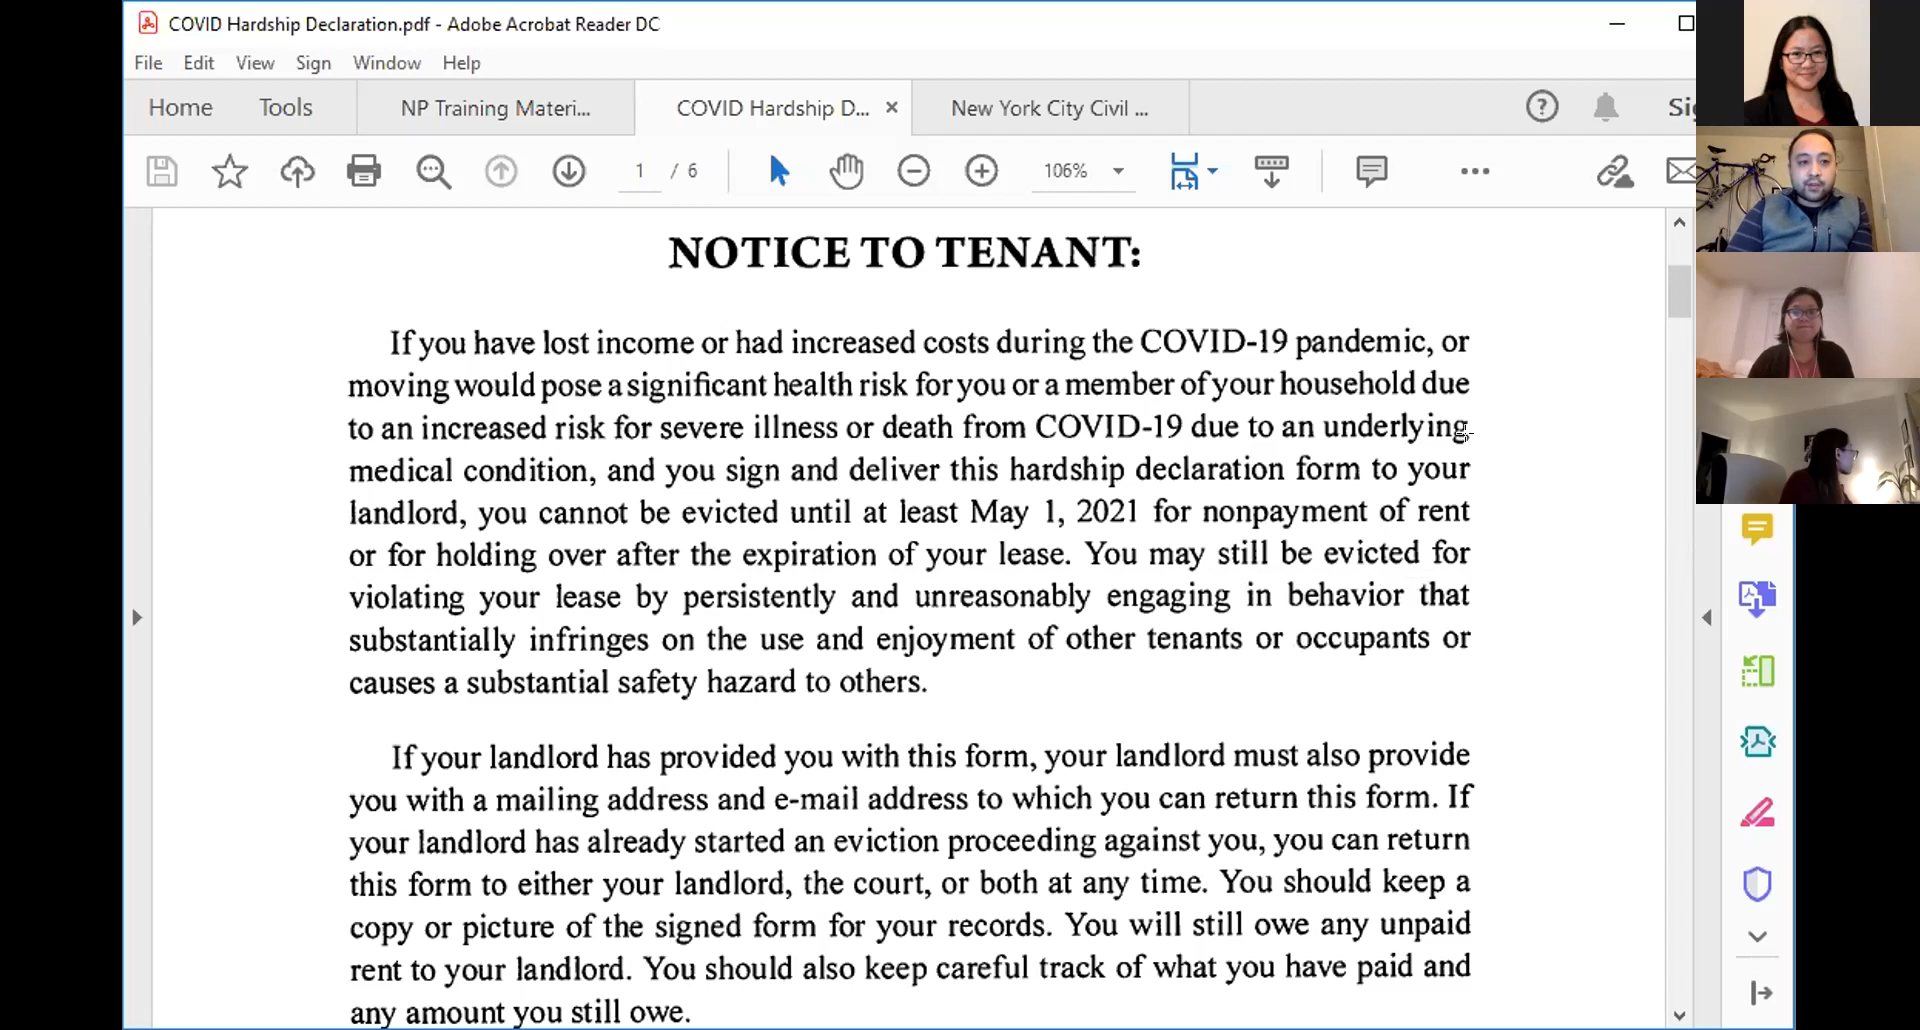 COVID Hardship Declaration.pdf - Adobe Acrobat Reader DC
File Edit View Sign Window Help
Home Tools NP Training Materi... COVID Hardship D... New York City Civil ...
1 / 6 106%
NOTICE TO TENANT:
If you have lost income or had increased costs during the COVID-19 pandemic, or
moving would pose a significant health risk for you or a member of your household due
to an increased risk for severe illness or death from COVID-19 due to an underlying
medical condition, and you sign and deliver this hardship declaration form to your
landlord, you cannot be evicted until at least May 1, 2021 for nonpayment of rent
or for holding over after the expiration of your lease. You may still be evicted for
violating your lease by persistently and unreasonably engaging in behavior that
substantially infringes on the use and enjoyment of other tenants or occupants or
causes a substantial safety hazard to others.
If your landlord has provided you with this form, your landlord must also provide
you with a mailing address and e-mail address to which you can return this form. If
your landlord has already started an eviction proceeding against you, you can return
this form to either your landlord, the court, or both at any time. You should keep a
copy or picture of the signed form for your records. You will still owe any unpaid
rent to your landlord. You should also keep careful track of what you have paid and
any amount you still owe.